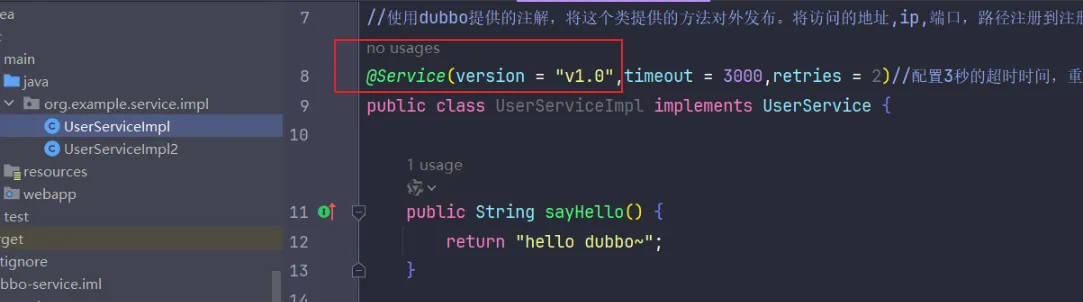 ea
main
java
org.example.service.impl
UserServiceImpl
UserServiceImpl2
resources
webapp
test
rget
tignore
bbo-service.iml
7 //使用dubbo提供的注解，将这个类提供的方法对外发布。将访问的地址,ip,端口，路径注册到注
no usages
8 @Service(version = "v1.0",timeout = 3000,retries = 2)//配置3秒的超时时间，重
9 public class UserServiceImpl implements UserService {
10
1 usage
11 public String sayHello() {
12 return "hello dubbo~";
13 }
14